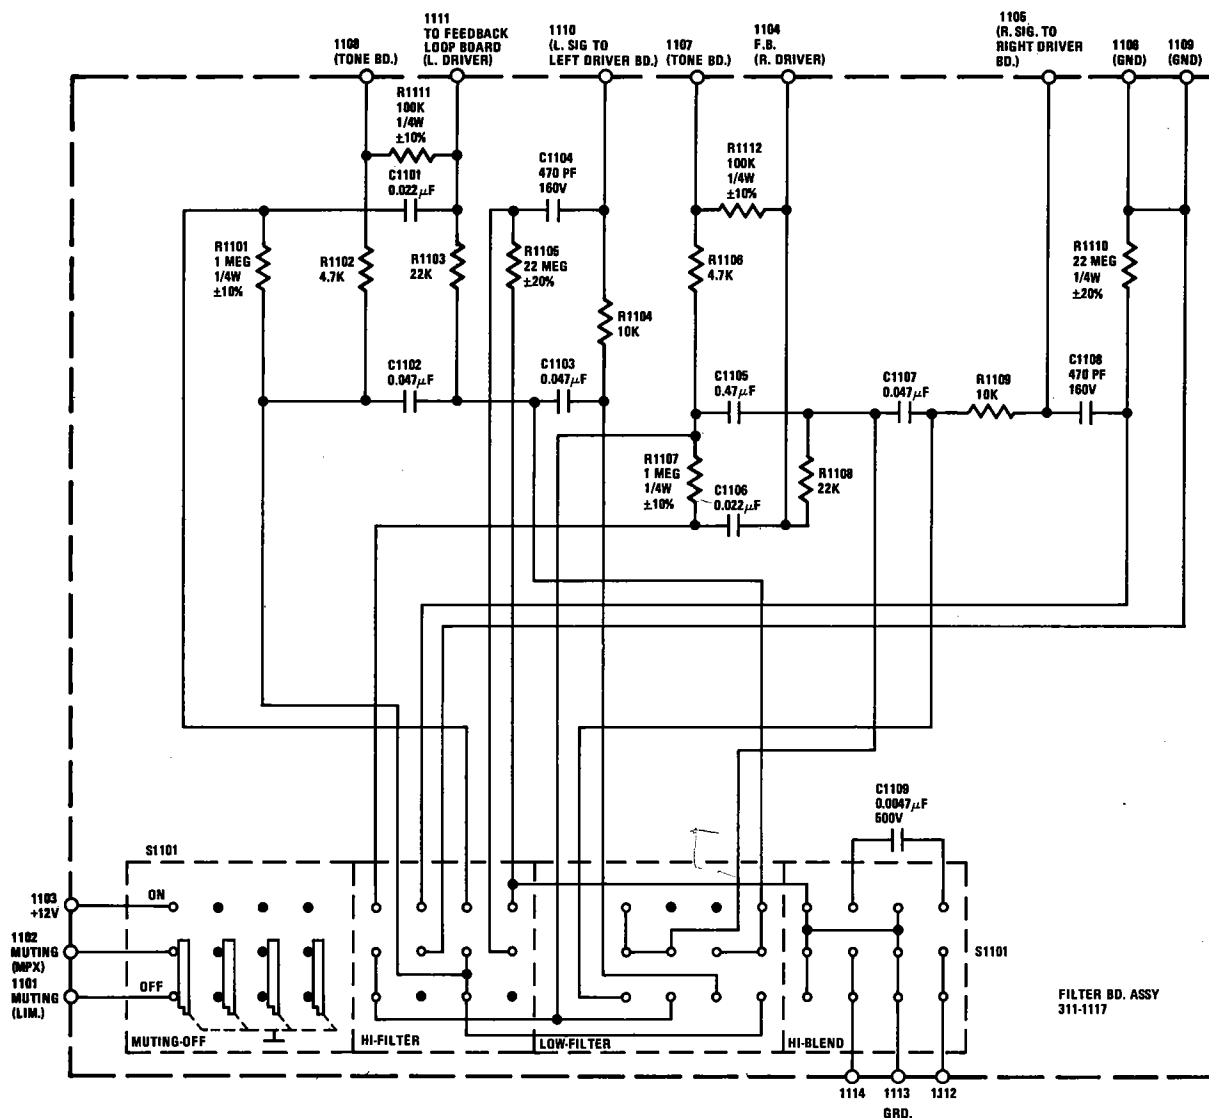 1108
(TONE BD.)
1111
TO FEEDBACK
LOOP BOARD
(L. DRIVER)
1110
(L. SIG TO
LEFT DRIVER BD.)
1107
(TONE BD.)
1104
F.B.
(R. DRIVER)
1105
(R. SIG. TO
RIGHT DRIVER
BD.)
1106
(GND)
1109
(GND)
R1111
100K
1/4W
±10%
C1101
0.022µF
C1104
470 PF
160V
R1112
100K
1/4W
±10%
R1101
1 MEG
1/4W
±10%
R1102
4.7K
R1103
22K
R1105
22 MEG
±20%
R1106
4.7K
R1110
22 MEG
1/4W
±20%
R1104
10K
C1102
0.047µF
C1103
0.047µF
C1105
0.47µF
C1107
0.047µF
R1109
10K
C1108
470 PF
160V
R1107
1 MEG
1/4W
±10%
C1106
0.022µF
R1108
22K
C1109
0.0047µF
500V
S1101
1103
+12V
ON
1102
MUTING
(MPX)
1101
MUTING
(LIM.)
OFF
S1101
MUTING-OFF
HI-FILTER
LOW-FILTER
HI-BLEND
FILTER BD. ASSY
311-1117
1114
1113
1112
GRD.